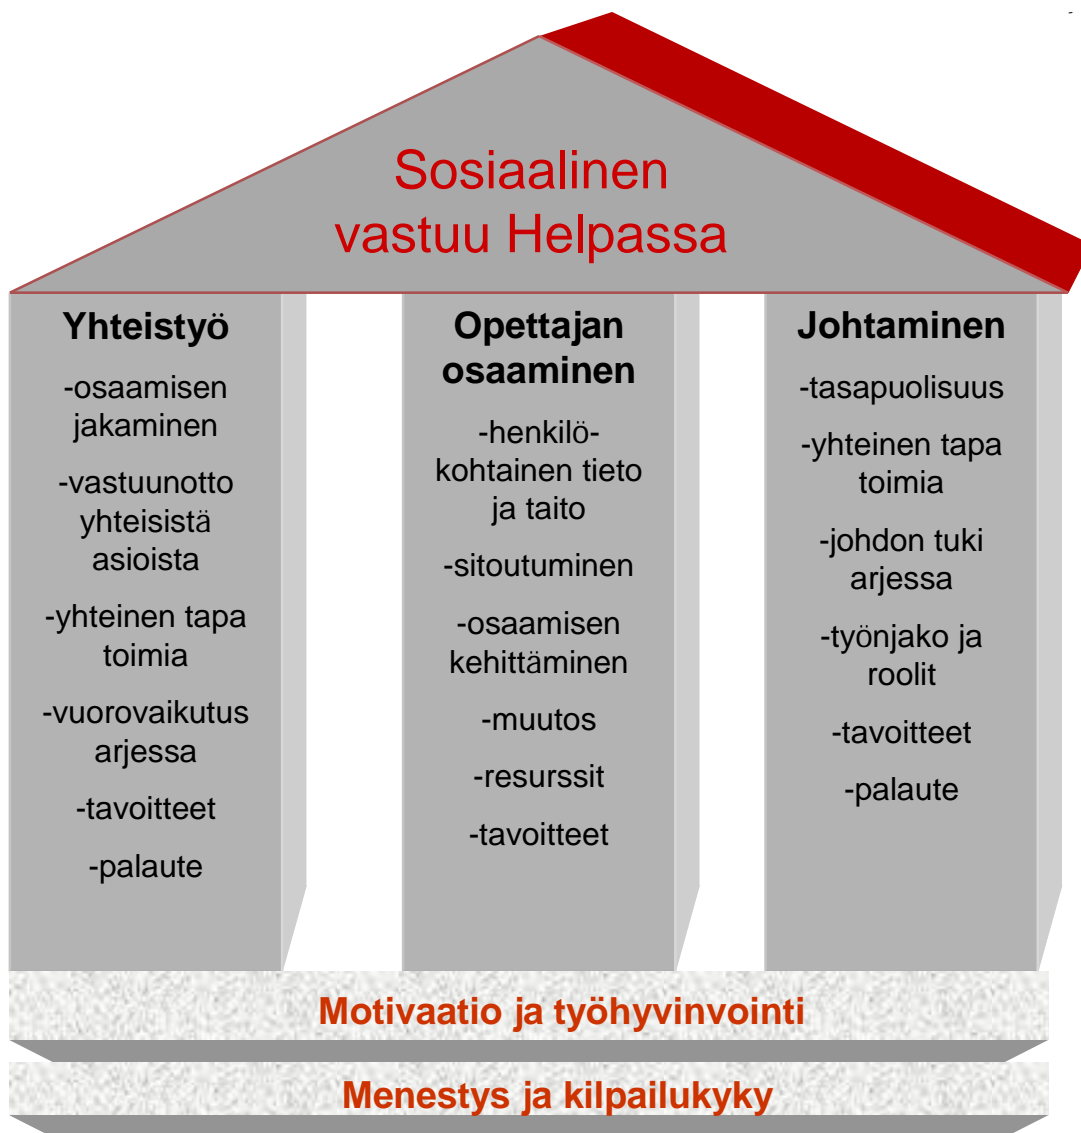 Sosiaalinen
vastuu Helpassa
Yhteistyö
-osaamisen
jakaminen
-vastuunotto
yhteisistä
asioista
-yhteinen tapa
toimia
-vuorovaikutus
arjessa
-tavoitteet
-palaute
Opettajan
osaaminen
-henkilö-
kohtainen tieto
ja taito
-sitoutuminen
-osaamisen
kehittäminen
-muutos
-resurssit
-tavoitteet
Johtaminen
-tasapuolisuus
-yhteinen tapa
toimia
-johdon tuki
arjessa
-työnjako ja
roolit
-tavoitteet
-palaute
Motivaatio ja työhyvinvointi
Menestys ja kilpailukyky